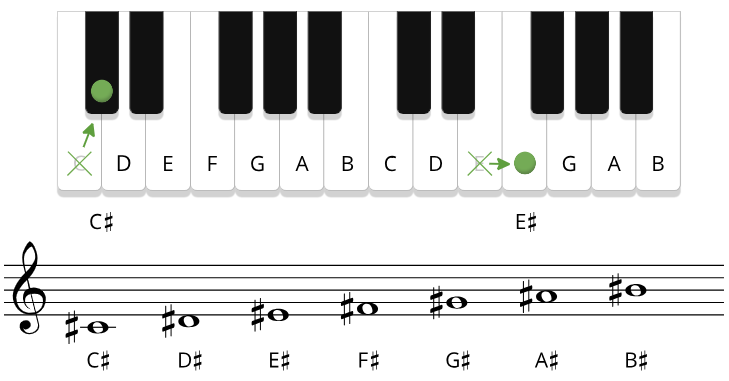 C D E F G A B C D E G A B
C♯ E♯
C♯ D♯ E♯ F♯ G♯ A♯ B♯